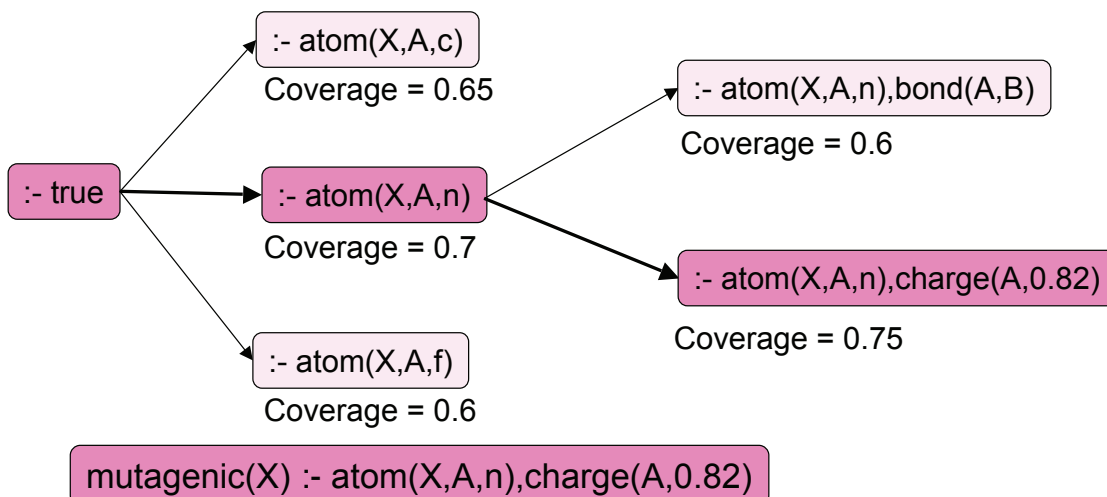 :- atom(X,A,c)
Coverage = 0.65
:- atom(X,A,n),bond(A,B)
Coverage = 0.6
:- true
:- atom(X,A,n)
Coverage = 0.7
:- atom(X,A,n),charge(A,0.82)
Coverage = 0.75
:- atom(X,A,f)
Coverage = 0.6
mutagenic(X) :- atom(X,A,n),charge(A,0.82)